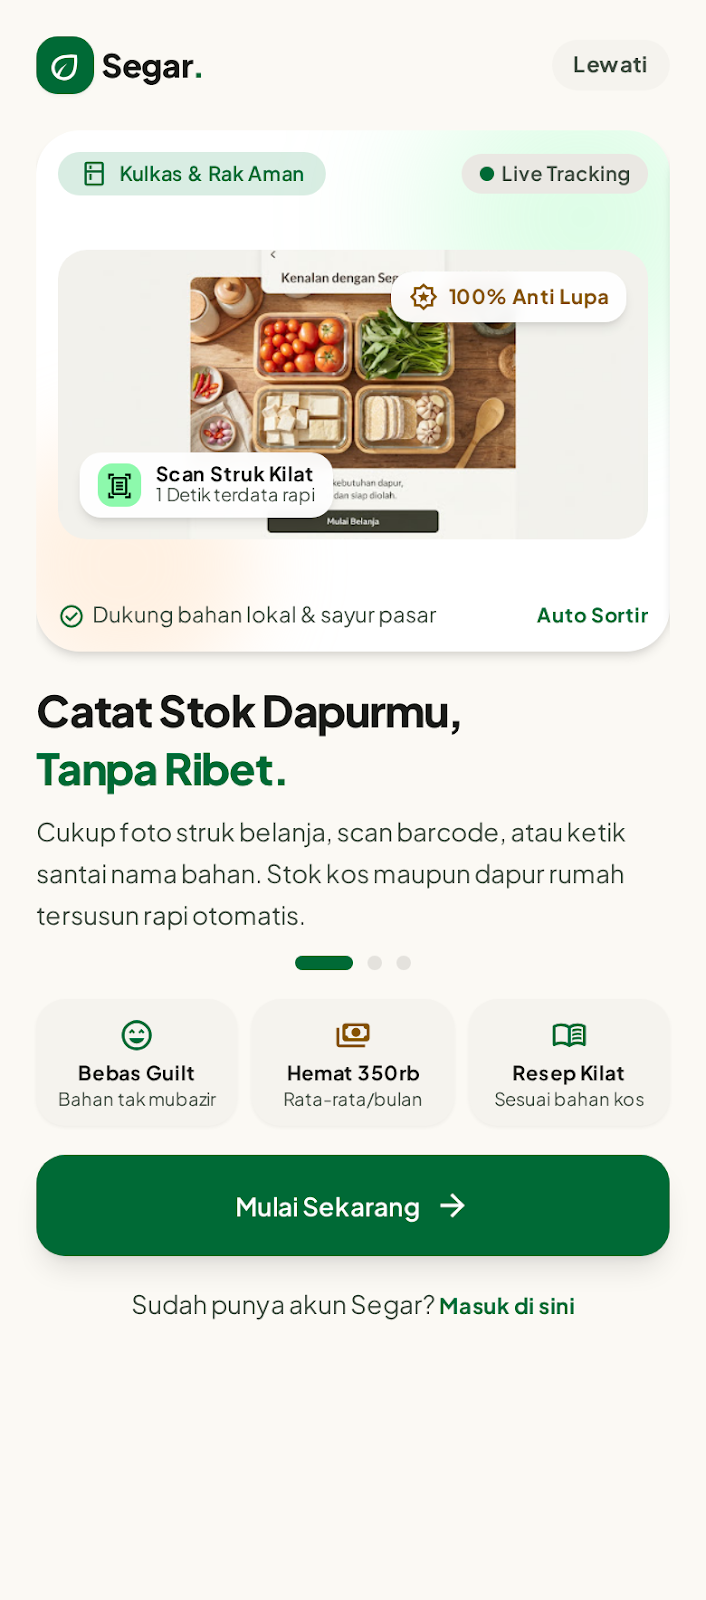 Segar.
Lewati
Kulkas & Rak Aman
Live Tracking
Kenalan dengan
100% Anti Lupa
Scan Struk Kilat
1 Detik terdata rapi
kebutuhan dapur,
dan siap diolah.
Mulai Belanja
Dukung bahan lokal & sayur pasar
Auto Sortir
Catat Stok Dapurmu,
Tanpa Ribet.
Cukup foto struk belanja, scan barcode, atau ketik
santai nama bahan. Stok kos maupun dapur rumah
tersusun rapi otomatis.
Bebas Guilt
Bahan tak mubazir
Hemat 350rb
Rata-rata/bulan
Resep Kilat
Sesuai bahan kos
Mulai Sekarang
Sudah punya akun Segar? Masuk di sini